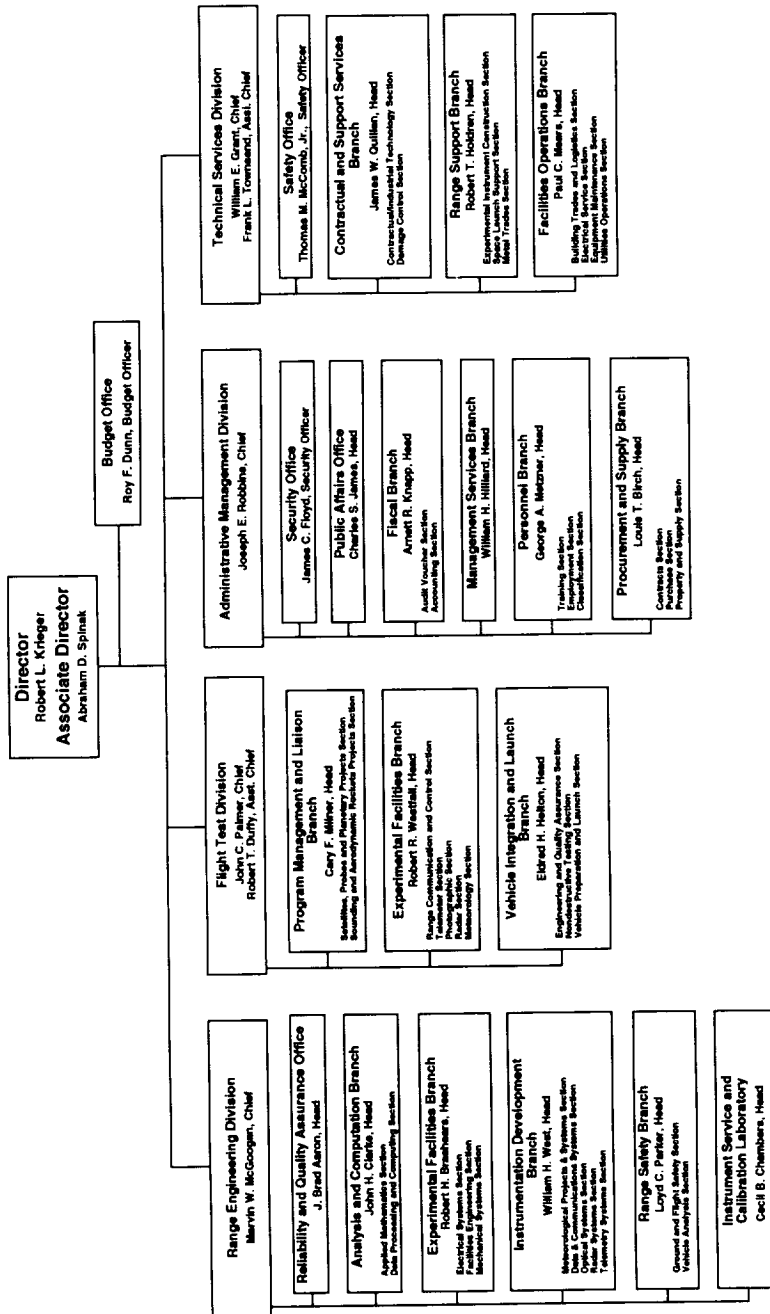 Director
Robert L. Krieger
Associate Director
Abraham D. Spinak
Budget Office
Roy F. Dunn, Budget Officer
Range Engineering Division
Marvin W. McGoogan, Chief
Reliability and Quality Assurance Office
J. Brad Aaron, Head
Analysis and Computation Branch
John H. Clarke, Head
Applied Mathematics Section
Data Processing and Computing Section
Experimental Facilities Branch
Robert H. Brashears, Head
Electrical Systems Section
Facilities Engineering Section
Mechanical Systems Section
Instrumentation Development
Branch
William H. West, Head
Meteorological Projects & Systems Section
Data & Communications Systems Section
Optical Systems Section
Radar Systems Section
Telemetry Systems Section
Range Safety Branch
Loyd C. Parker, Head
Ground and Flight Safety Section
Vehicle Analysis Section
Instrument Service and
Calibration Laboratory
Cecil B. Chambers, Head
Flight Test Division
John C. Palmer, Chief
Robert T. Duffy, Asst. Chief
Program Management and Liaison
Branch
Cary F. Milner, Head
Satellites, Probes and Planetary Projects Section
Sounding and Aerodynamic Rockets Projects Section
Experimental Facilities Branch
Robert R. Westfall, Head
Range Communication and Control Section
Telemeter Section
Photographic Section
Radar Section
Meteorology Section
Vehicle Integration and Launch
Branch
Eldred H. Helton, Head
Engineering and Quality Assurance Section
Nondestructive Testing Section
Vehicle Preparation and Launch Section
Administrative Management Division
Joseph E. Robbins, Chief
Security Office
James C. Floyd, Security Officer
Public Affairs Office
Charles S. James, Head
Fiscal Branch
Arnett R. Knapp, Head
Audit Voucher Section
Accounting Section
Management Services Branch
William H. Hilliard, Head
Personnel Branch
George A. Metzner, Head
Training Section
Employment Section
Classification Section
Procurement and Supply Branch
Louie T. Birch, Head
Contracts Section
Purchase Section
Property and Supply Section
Technical Services Division
William E. Grant, Chief
Frank L. Townsend, Assi. Chief
Safety Office
Thomas M. McComb, Jr., Safety Officer
Contractual and Support Services
Branch
James W. Quillen, Head
Contractual/Industrial Technology Section
Damage Control Section
Range Support Branch
Robert T. Holdren, Head
Experimental Instrument Construction Section
Space Launch Support Section
Metal Trades Section
Facilities Operations Branch
Paul C. Mears, Head
Building Trades and Logistics Section
Electrical Service Section
Equipment Maintenance Section
Utilities Operations Section